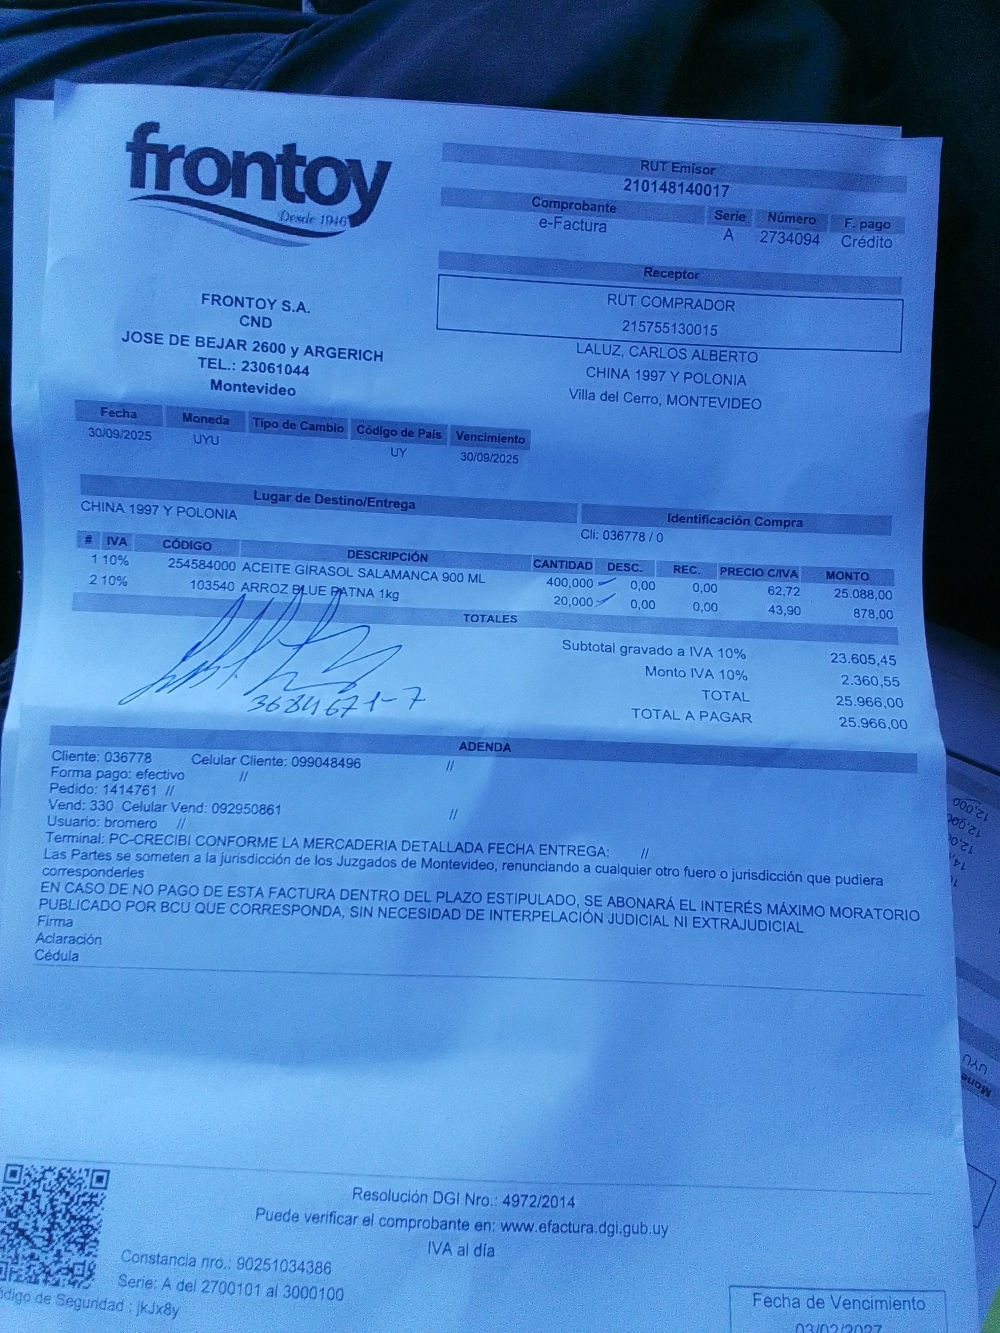 frontoy
Desde 1946
RUT Emisor
210148140017
Comprobante Serie Número F. pago
e-Factura A 2734094 Crédito
Receptor
RUT COMPRADOR
215755130015
LALUZ, CARLOS ALBERTO
CHINA 1997 Y POLONIA
Villa del Cerro, MONTEVIDEO
FRONTOY S.A.
CND
JOSE DE BEJAR 2600 y ARGERICH
TEL.: 23061044
Montevideo
Fecha Moneda Tipo de Cambio Código de País Vencimiento
30/09/2025 UYU UY 30/09/2025
Lugar de Destino/Entrega Identificación Compra
CHINA 1997 Y POLONIA Cli: 036778 / 0
# IVA CÓDIGO DESCRIPCIÓN CANTIDAD DESC. REC. PRECIO C/IVA MONTO
1 10% 254584000 ACEITE GIRASOL SALAMANCA 900 ML 400,000 0,00 0,00 62,72 25.088,00
2 10% 103540 ARROZ BLUE PATNA 1kg 20,000 0,00 0,00 43,90 878,00
TOTALES
Subtotal gravado a IVA 10% 23.605,45
Monto IVA 10% 2.360,55
TOTAL 25.966,00
TOTAL A PAGAR 25.966,00
3684671-7
ADENDA
Cliente: 036778 Celular Cliente: 099048496 //
Forma pago: efectivo //
Pedido: 1414761 //
Vend: 330 Celular Vend: 092950861 //
Usuario: bromero //
Terminal: PC-CRECIBI CONFORME LA MERCADERIA DETALLADA FECHA ENTREGA: //
Las Partes se someten a la jurisdicción de los Juzgados de Montevideo, renunciando a cualquier otro fuero o jurisdicción que pudiera
corresponderles
EN CASO DE NO PAGO DE ESTA FACTURA DENTRO DEL PLAZO ESTIPULADO, SE ABONARÁ EL INTERÉS MÁXIMO MORATORIO
PUBLICADO POR BCU QUE CORRESPONDA, SIN NECESIDAD DE INTERPELACIÓN JUDICIAL NI EXTRAJUDICIAL
Firma
Aclaración
Cédula
Resolución DGI Nro.: 4972/2014
Puede verificar el comprobante en: www.efactura.dgi.gub.uy
IVA al día
Constancia nro.: 90251034386
Serie: A del 2700101 al 3000100
ódigo de Seguridad : jkJx8y
Fecha de Vencimiento
03/02/2027
12,000
12,000
UYU
Mone